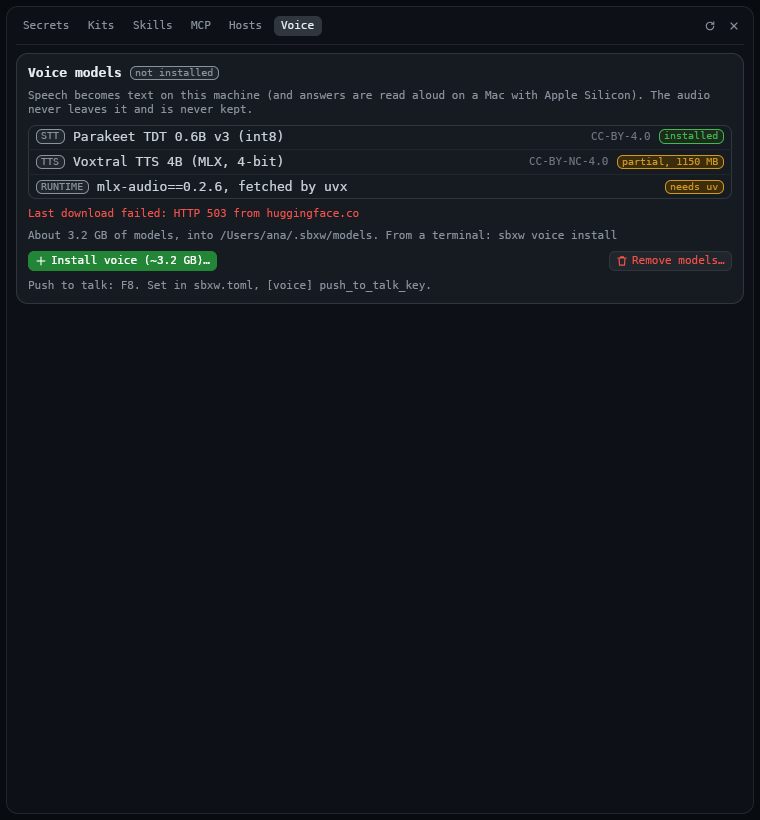 Secrets Kits Skills MCP Hosts Voice
Voice models not installed
Speech becomes text on this machine (and answers are read aloud on a Mac with Apple Silicon). The audio
never leaves it and is never kept.
STT Parakeet TDT 0.6B v3 (int8) CC-BY-4.0 installed
TTS Voxtral TTS 4B (MLX, 4-bit) CC-BY-NC-4.0 partial, 1150 MB
RUNTIME mlx-audio==0.2.6, fetched by uvx needs uv
Last download failed: HTTP 503 from huggingface.co
About 3.2 GB of models, into /Users/ana/.sbxw/models. From a terminal: sbxw voice install
Install voice (~3.2 GB)… Remove models…
Push to talk: F8. Set in sbxw.toml, [voice] push_to_talk_key.